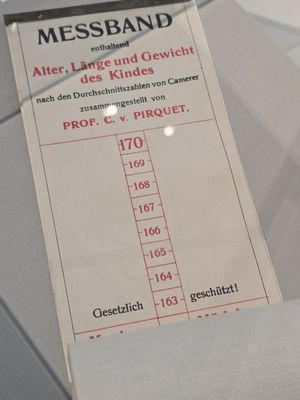 MESSBAND
enthaltend
Alter, Länge und Gewicht
des Kindes
nach den Durchschnittszahlen von Camerer
zusammengestellt von
PROF. C. v. PIRQUET.
170
169
168
167
166
165
164
Gesetzlich 163 geschützt!